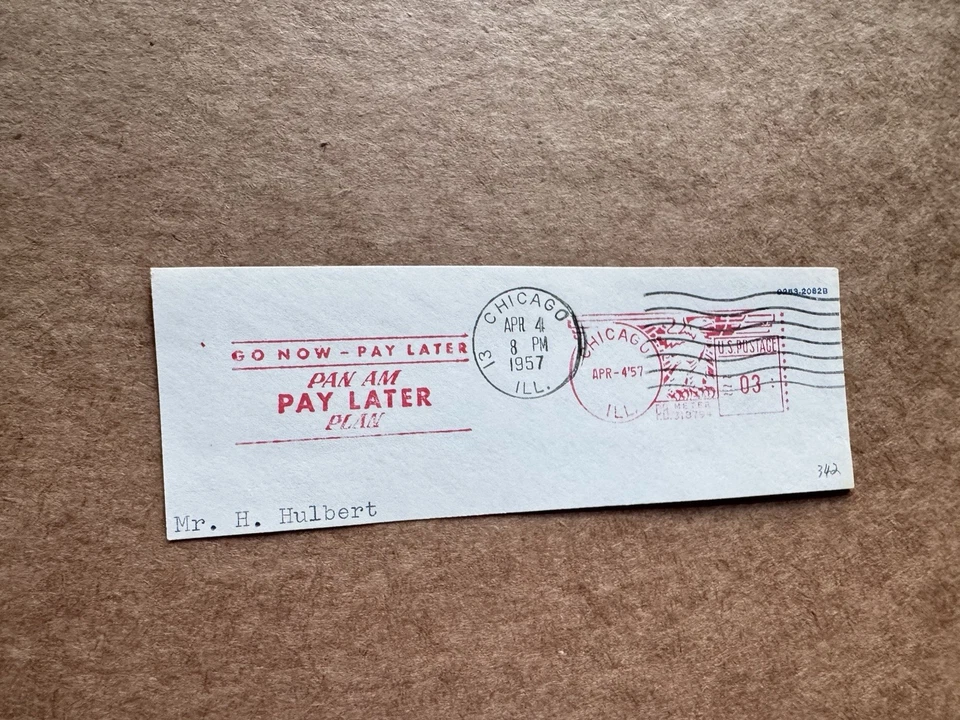 GO NOW – PAY LATER
PAN AM
PAY LATER
PLAN
CHICAGO
APR 4
8 PM
1957
13
ILL.
CHICAGO
APR-4'57
ILL.
U.S. POSTAGE
03
METER
342
Mr. H. Hulbert